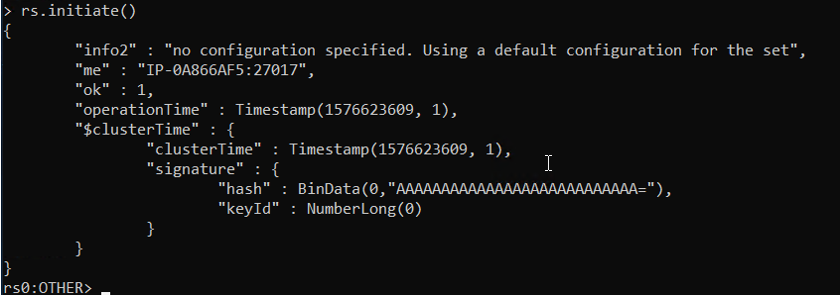 > rs.initiate()
{
        "info2" : "no configuration specified. Using a default configuration for the set",
        "me" : "IP-0A866AF5:27017",
        "ok" : 1,
        "operationTime" : Timestamp(1576623609, 1),
        "$clusterTime" : {
                "clusterTime" : Timestamp(1576623609, 1),
                "signature" : {
                        "hash" : BinData(0,"AAAAAAAAAAAAAAAAAAAAAAAAAAA="),
                        "keyId" : NumberLong(0)
                }
        }
}
rs0:OTHER>